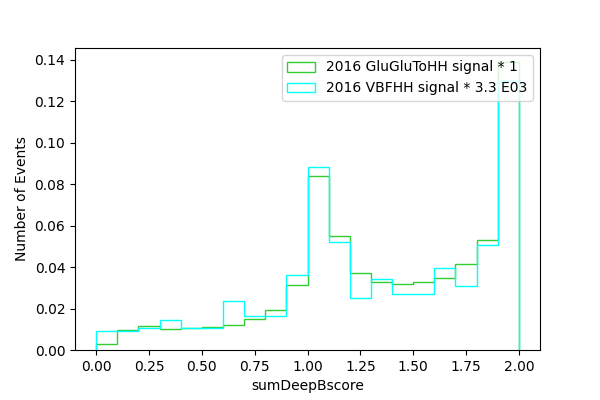 2016 GluGluToHH signal * 1
2016 VBFHH signal * 3.3 E03
Number of Events
0.14
0.12
0.10
0.08
0.06
0.04
0.02
0.00
0.00 0.25 0.50 0.75 1.00 1.25 1.50 1.75 2.00
sumDeepBscore